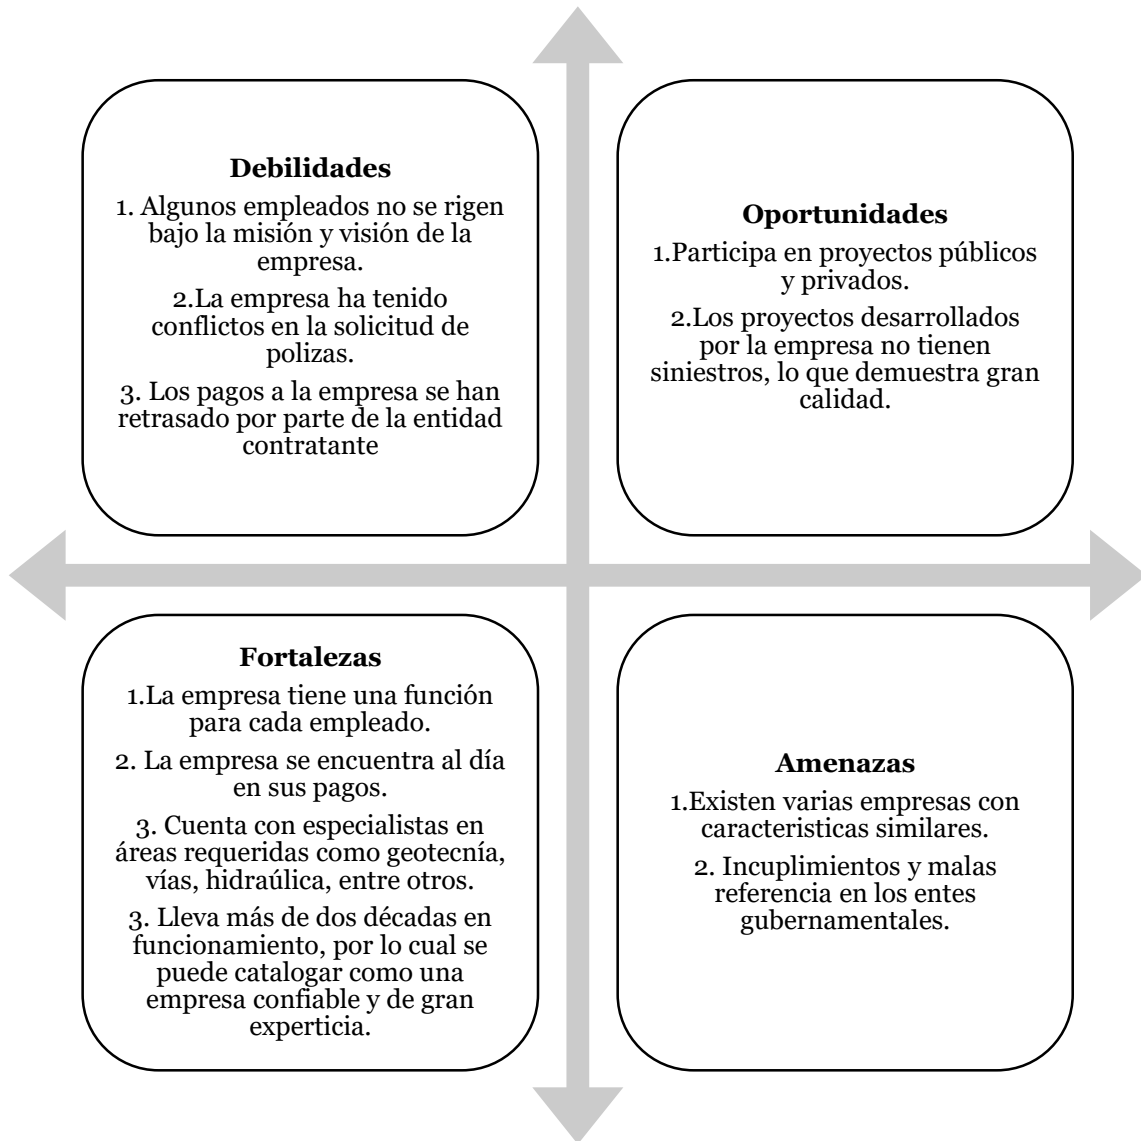 Debilidades
1. Algunos empleados no se rigen
bajo la misión y visión de la
empresa.
2.La empresa ha tenido
conflictos en la solicitud de
polizas.
3. Los pagos a la empresa se han
retrasado por parte de la entidad
contratante
Oportunidades
1.Participa en proyectos públicos
y privados.
2.Los proyectos desarrollados
por la empresa no tienen
siniestros, lo que demuestra gran
calidad.
Fortalezas
1.La empresa tiene una función
para cada empleado.
2. La empresa se encuentra al día
en sus pagos.
3. Cuenta con especialistas en
áreas requeridas como geotecnía,
vías, hidraúlica, entre otros.
3. Lleva más de dos décadas en
funcionamiento, por lo cual se
puede catalogar como una
empresa confiable y de gran
experticia.
Amenazas
1.Existen varias empresas con
caracteristicas similares.
2. Incuplimientos y malas
referencia en los entes
gubernamentales.